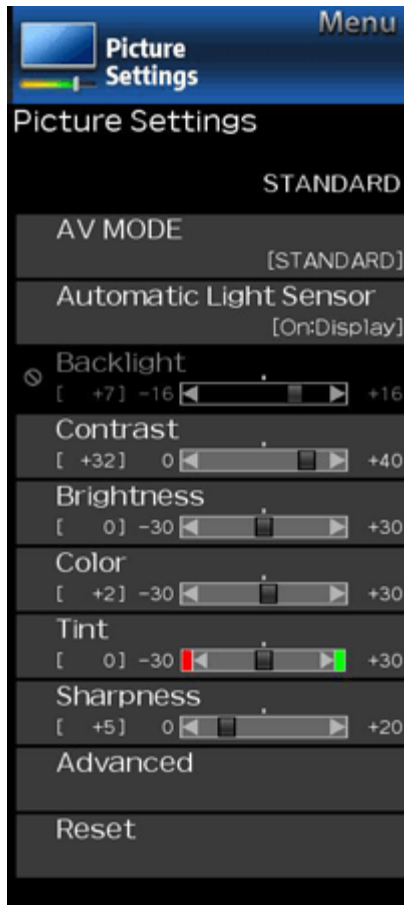 Menu
Picture
Settings
Picture Settings
STANDARD
AV MODE
[STANDARD]
Automatic Light Sensor
[On:Display]
Backlight
[ +7] -16 +16
Contrast
[ +32] 0 +40
Brightness
[ 0] -30 +30
Color
[ +2] -30 +30
Tint
[ 0] -30 +30
Sharpness
[ +5] 0 +20
Advanced
Reset